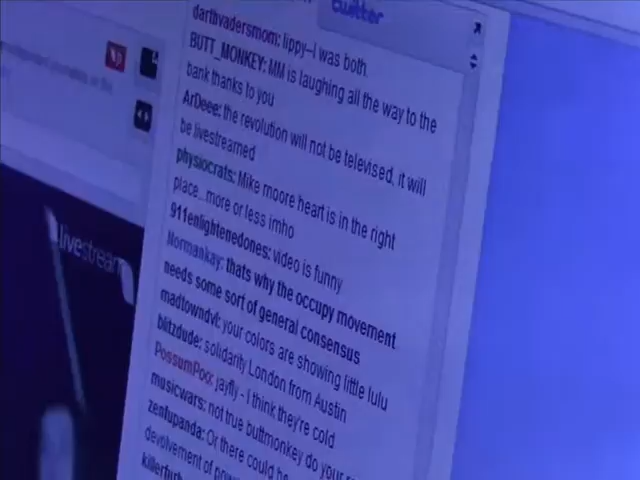 twitter
darthvadersmom: lippy--I was both.
BUTT_MONKEY: MM is laughing all the way to the
bank thanks to you
ArDeee: the revolution will not be televised, it will
be livestreamed
physiocrats: Mike moore heart is in the right
place...more or less imho
911enlightenedones: video is funny
Normankay: thats why the occupy movement
needs some sort of general consensus
madtowndvl: your colors are showing little lulu
blitzdude: solidarity London from Austin
PossumPoo: jayfly - I think they're cold
musicwars: not true buttmonkey do your
zenfupanda: Or there could
devolvement of
livestream